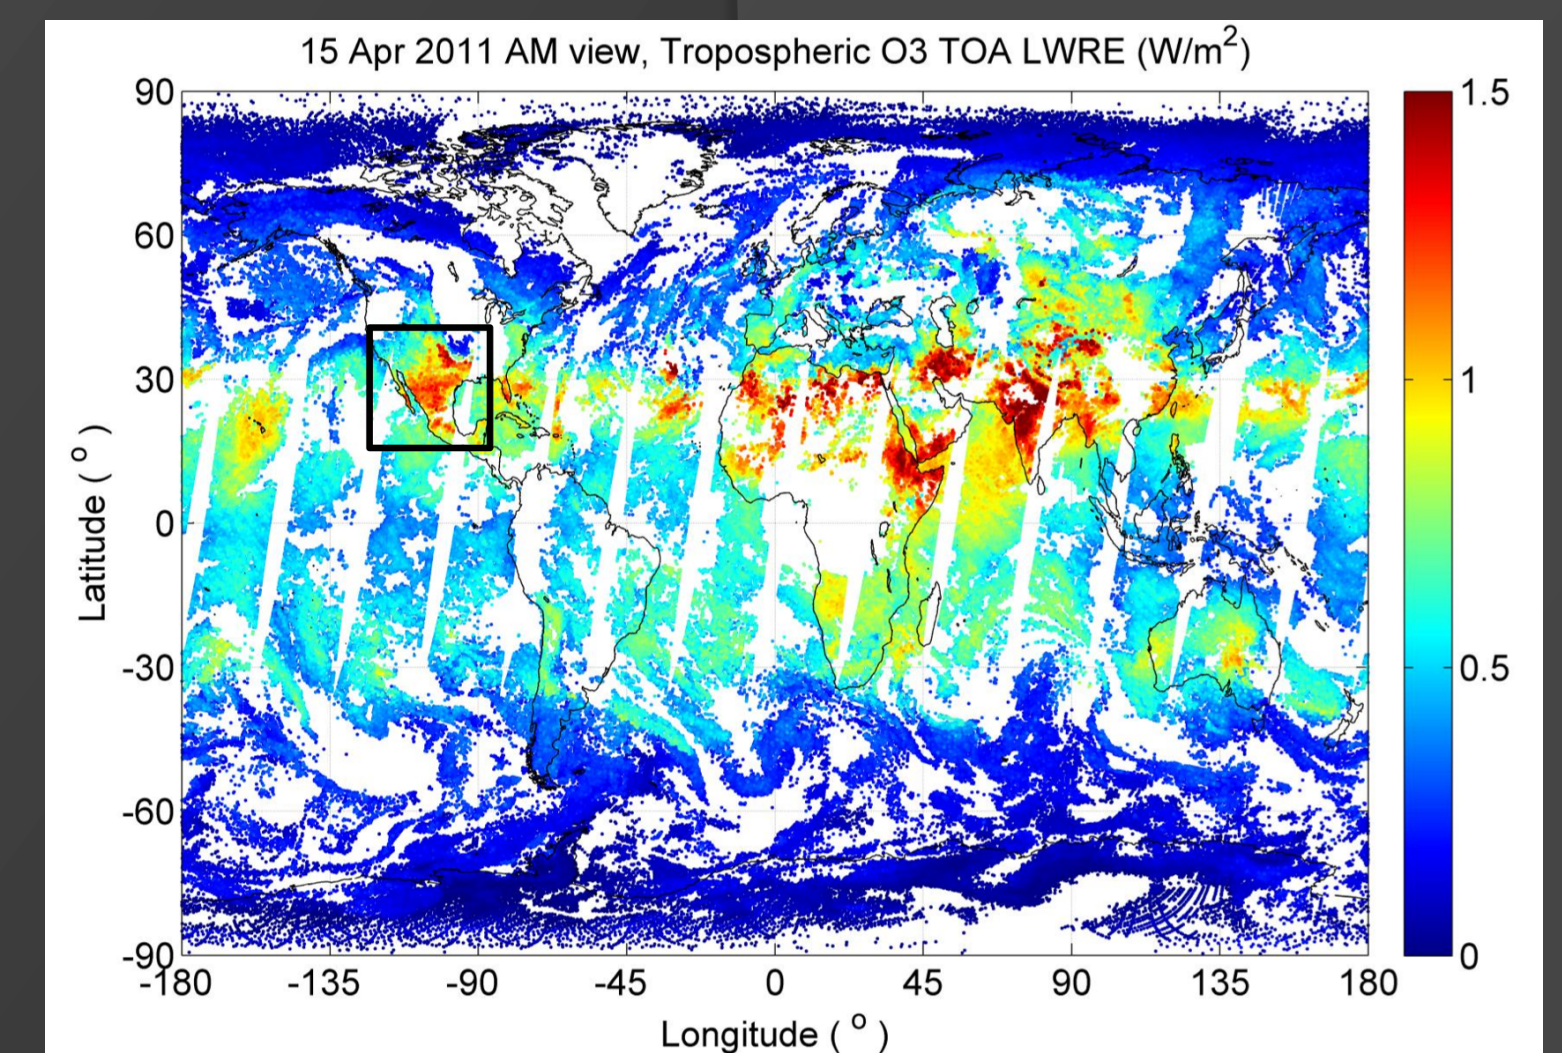 15 Apr 2011 AM view, Tropospheric O3 TOA LWRE (W/m²)
90
60
30
0
-30
-60
-90
Latitude ( ° )
-180 -135 -90 -45 0 45 90 135 180
Longitude ( ° )
1.5
1
0.5
0